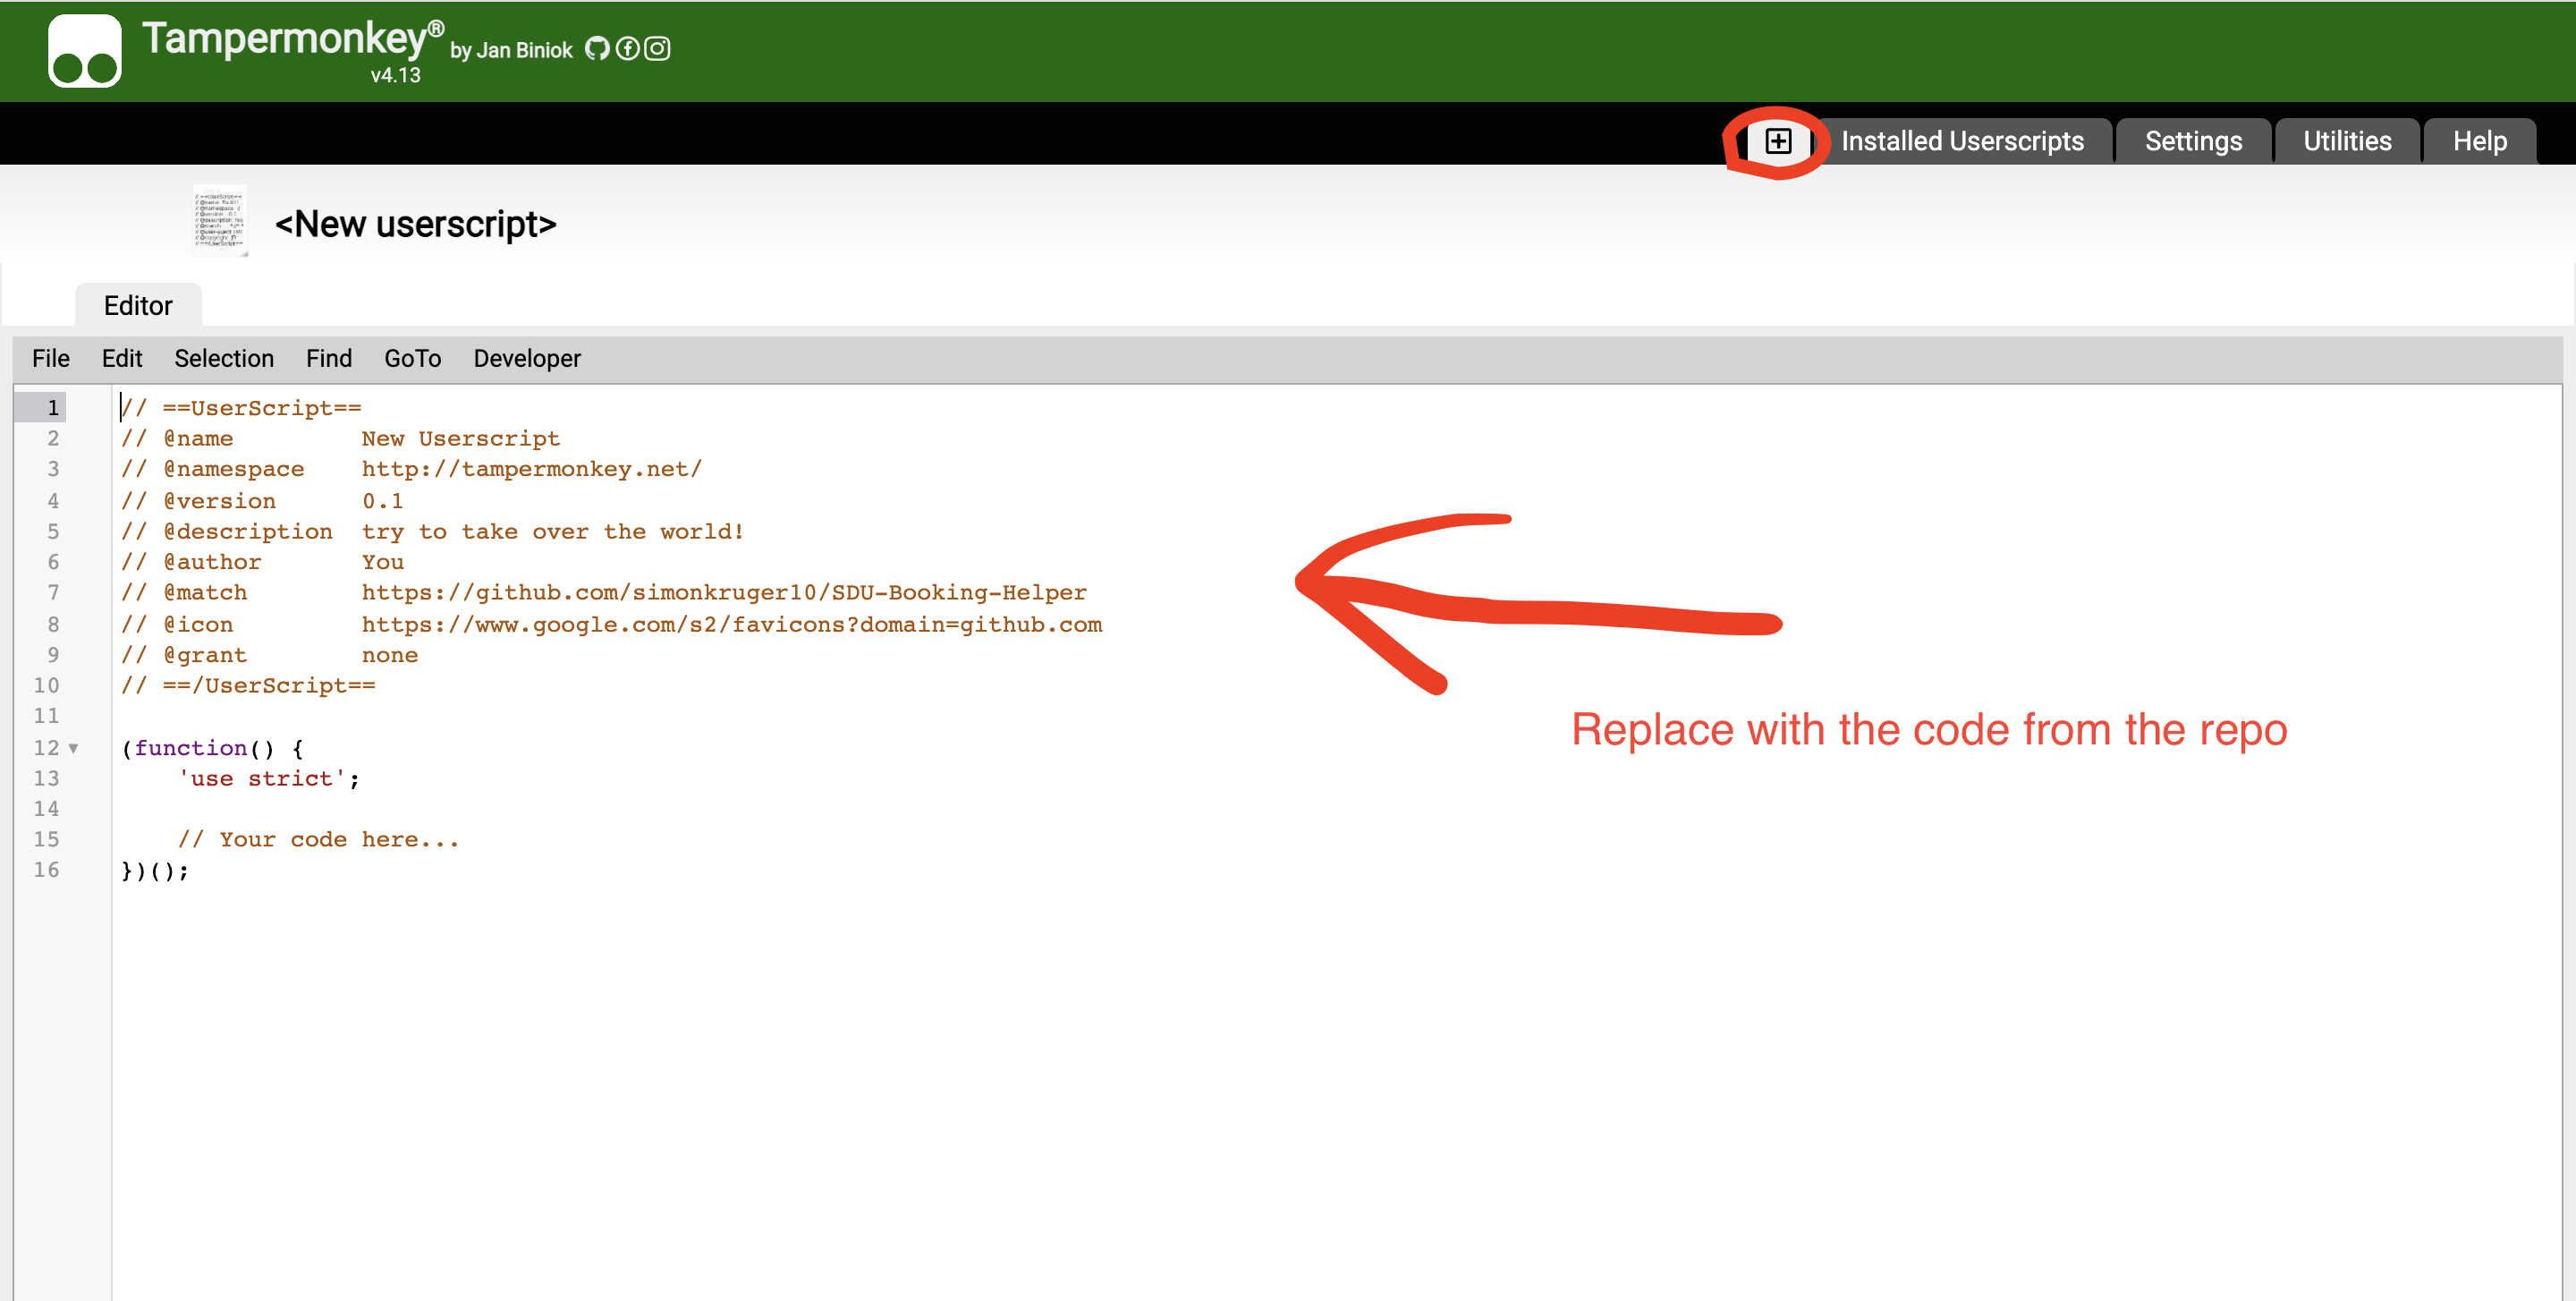 Tampermonkey® by Jan Biniok
v4.13
Installed Userscripts Settings Utilities Help
<New userscript>
Editor
File Edit Selection Find GoTo Developer
1 // ==UserScript==
2 // @name New Userscript
3 // @namespace http://tampermonkey.net/
4 // @version 0.1
5 // @description try to take over the world!
6 // @author You
7 // @match https://github.com/simonkruger10/SDU-Booking-Helper
8 // @icon https://www.google.com/s2/favicons?domain=github.com
9 // @grant none
10 // ==/UserScript==
11
12 (function() {
13 'use strict';
14
15 // Your code here...
16 })();
Replace with the code from the repo